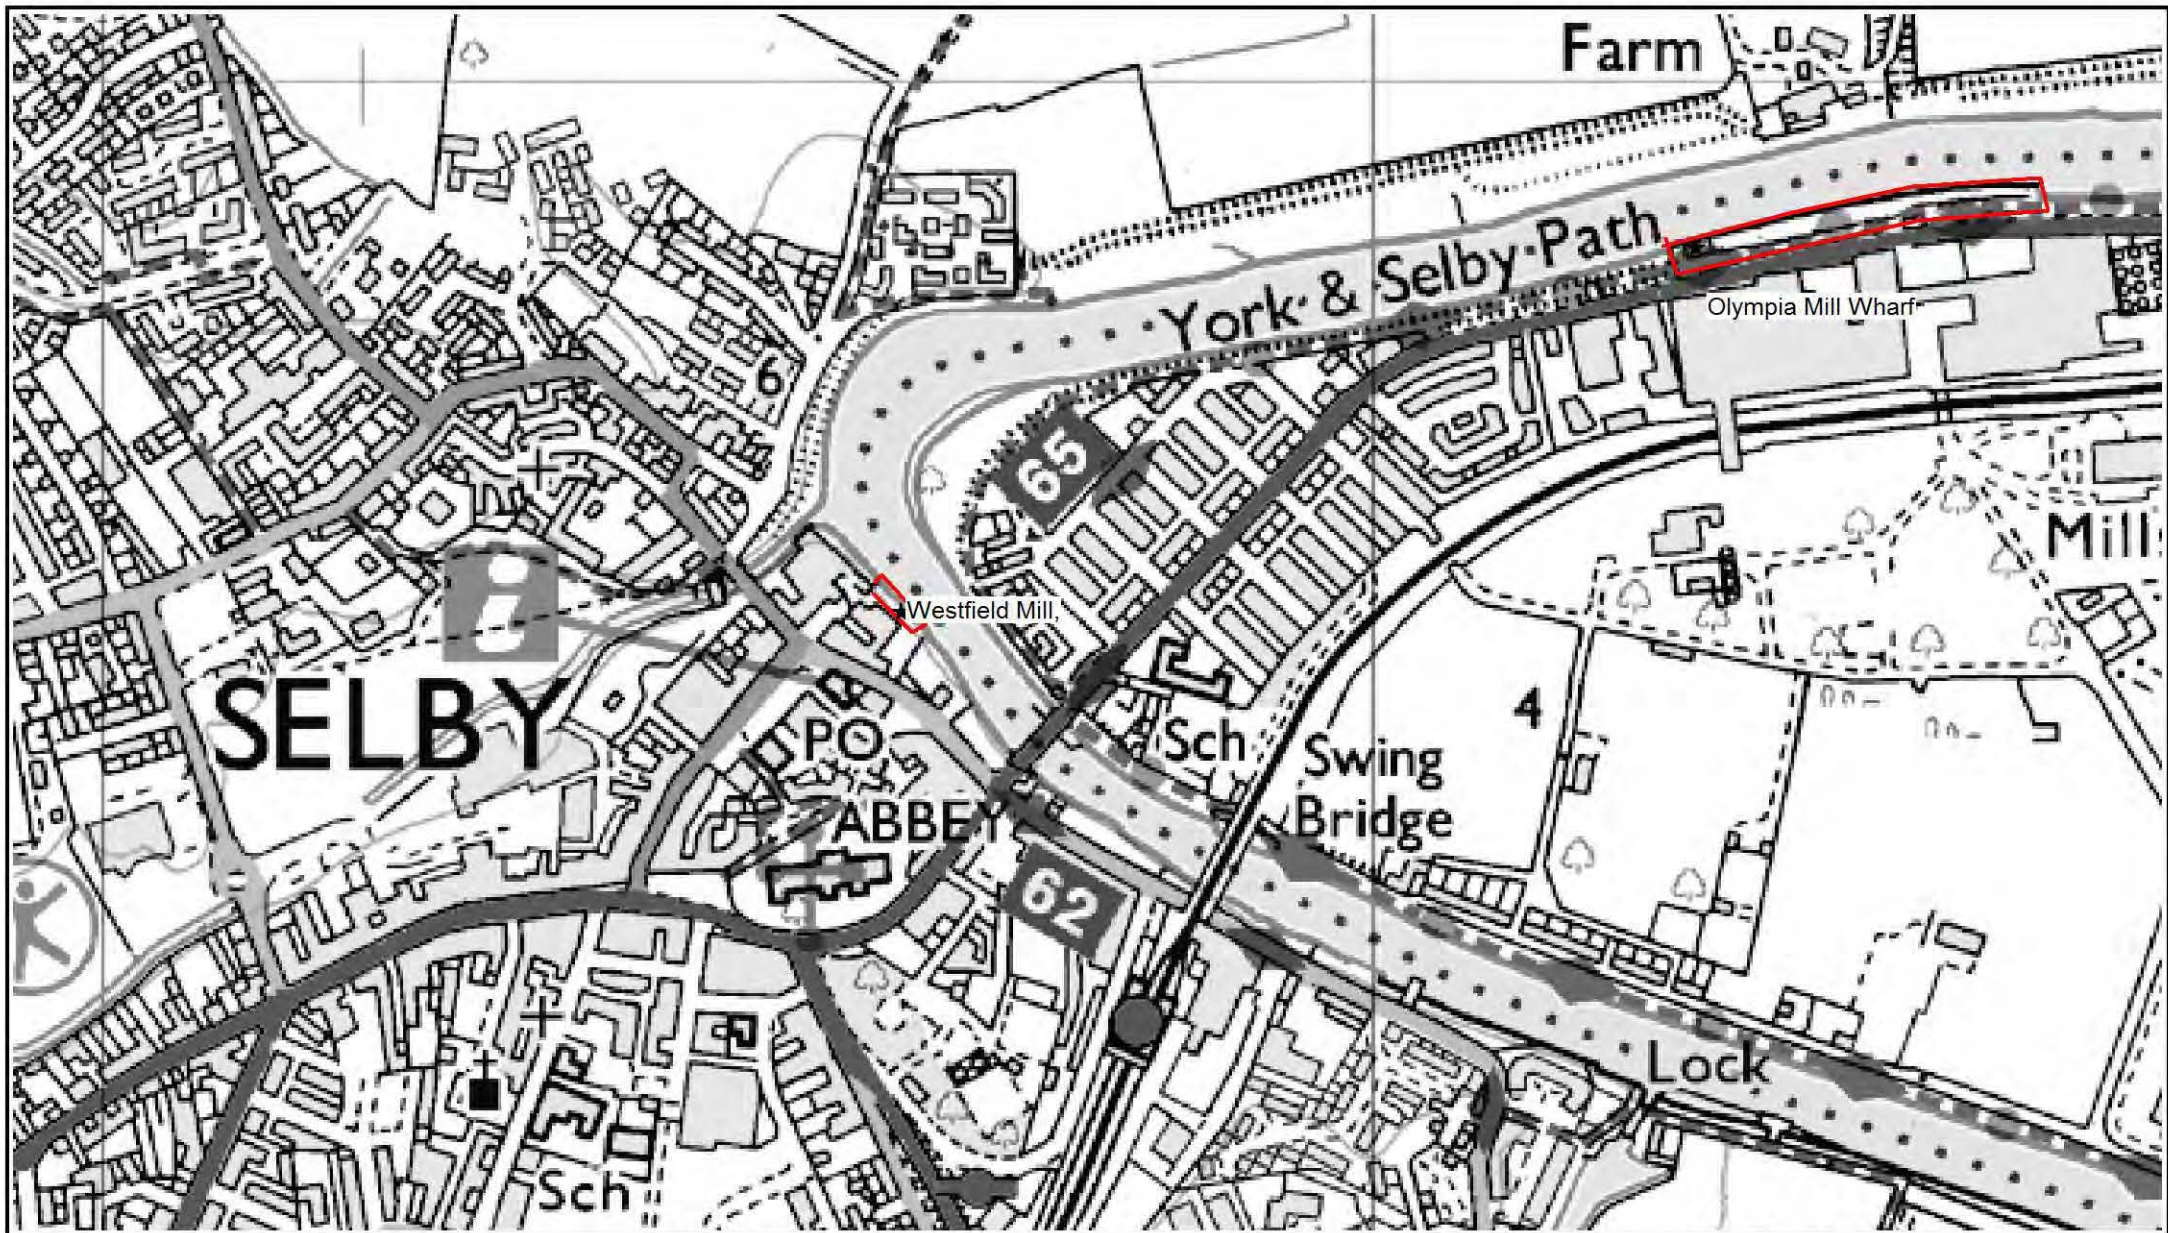 Farm
York & Selby Path
Olympia Mill Wharf
6
65
Mill
i
Westfield Mill,
SELBY
4
PO
Sch
Swing
Bridge
ABBEY
62
Lock
Sch